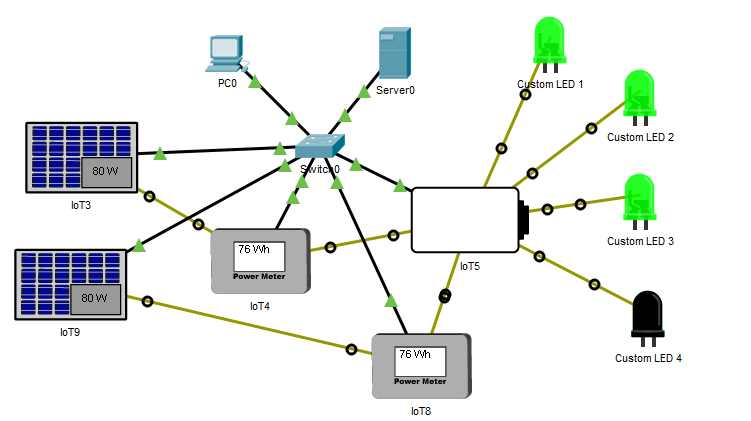 Custom LED 1
PC0
Server0
Custom LED 2
Switch0
80 W
IoT3
Custom LED 3
76 Wh
Power Meter
IoT5
80 W
IoT4
IoT9
Custom LED 4
76 Wh
Power Meter
IoT8